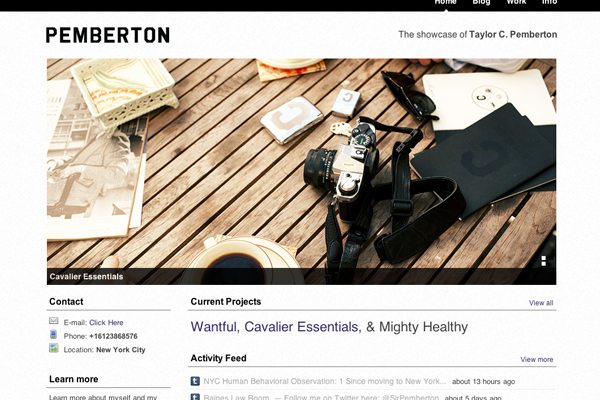 Home Blog Work Info
PEMBERTON
The showcase of Taylor C. Pemberton
Cavalier Essentials
Contact
E-mail: Click Here
Phone: +16123868576
Location: New York City
Learn more
Learn more about myself and my
Current Projects
View all
Wantful, Cavalier Essentials, & Mighty Healthy
Activity Feed
View more
NYC Human Behavioral Observation: 1 Since moving to New York... about 13 hours ago
Baines Law Boom. — Follow me on Twitter here: @SirPemberton about 5 days ago